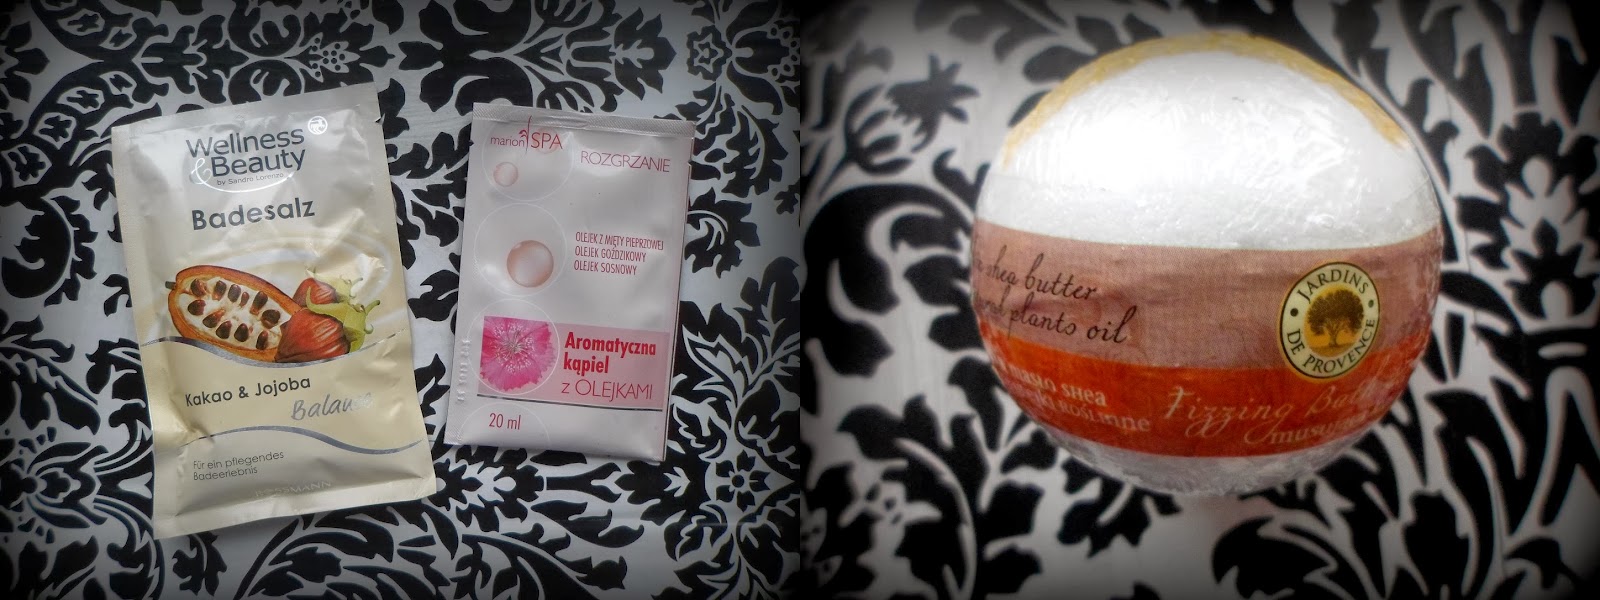 Wellness
& Beauty
by Sandro Lorenzo
Badesalz
Kakao & Jojoba
Balance
Für ein pflegendes
Badeerlebnis
marion SPA
ROZGRZANIE
OLEJEK Z MIĘTY PIEPRZOWEJ
OLEJEK GOŹDZIKOWY
OLEJEK SOSNOWY
Aromatyczna
kąpiel
z OLEJKAMI
20 ml
shea butter
plants oil
JARDINS
DE PROVENCE
MASŁO SHEA
ROŚLINNE
Fizzing